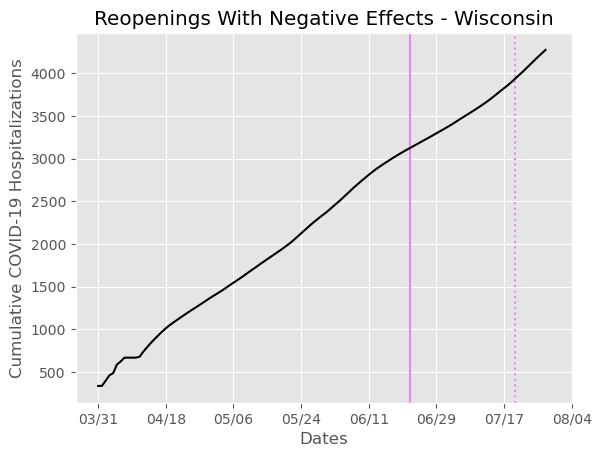 Reopenings With Negative Effects - Wisconsin
Cumulative COVID-19 Hospitalizations
4000
3500
3000
2500
2000
1500
1000
500
03/31 04/18 05/06 05/24 06/11 06/29 07/17 08/04
Dates